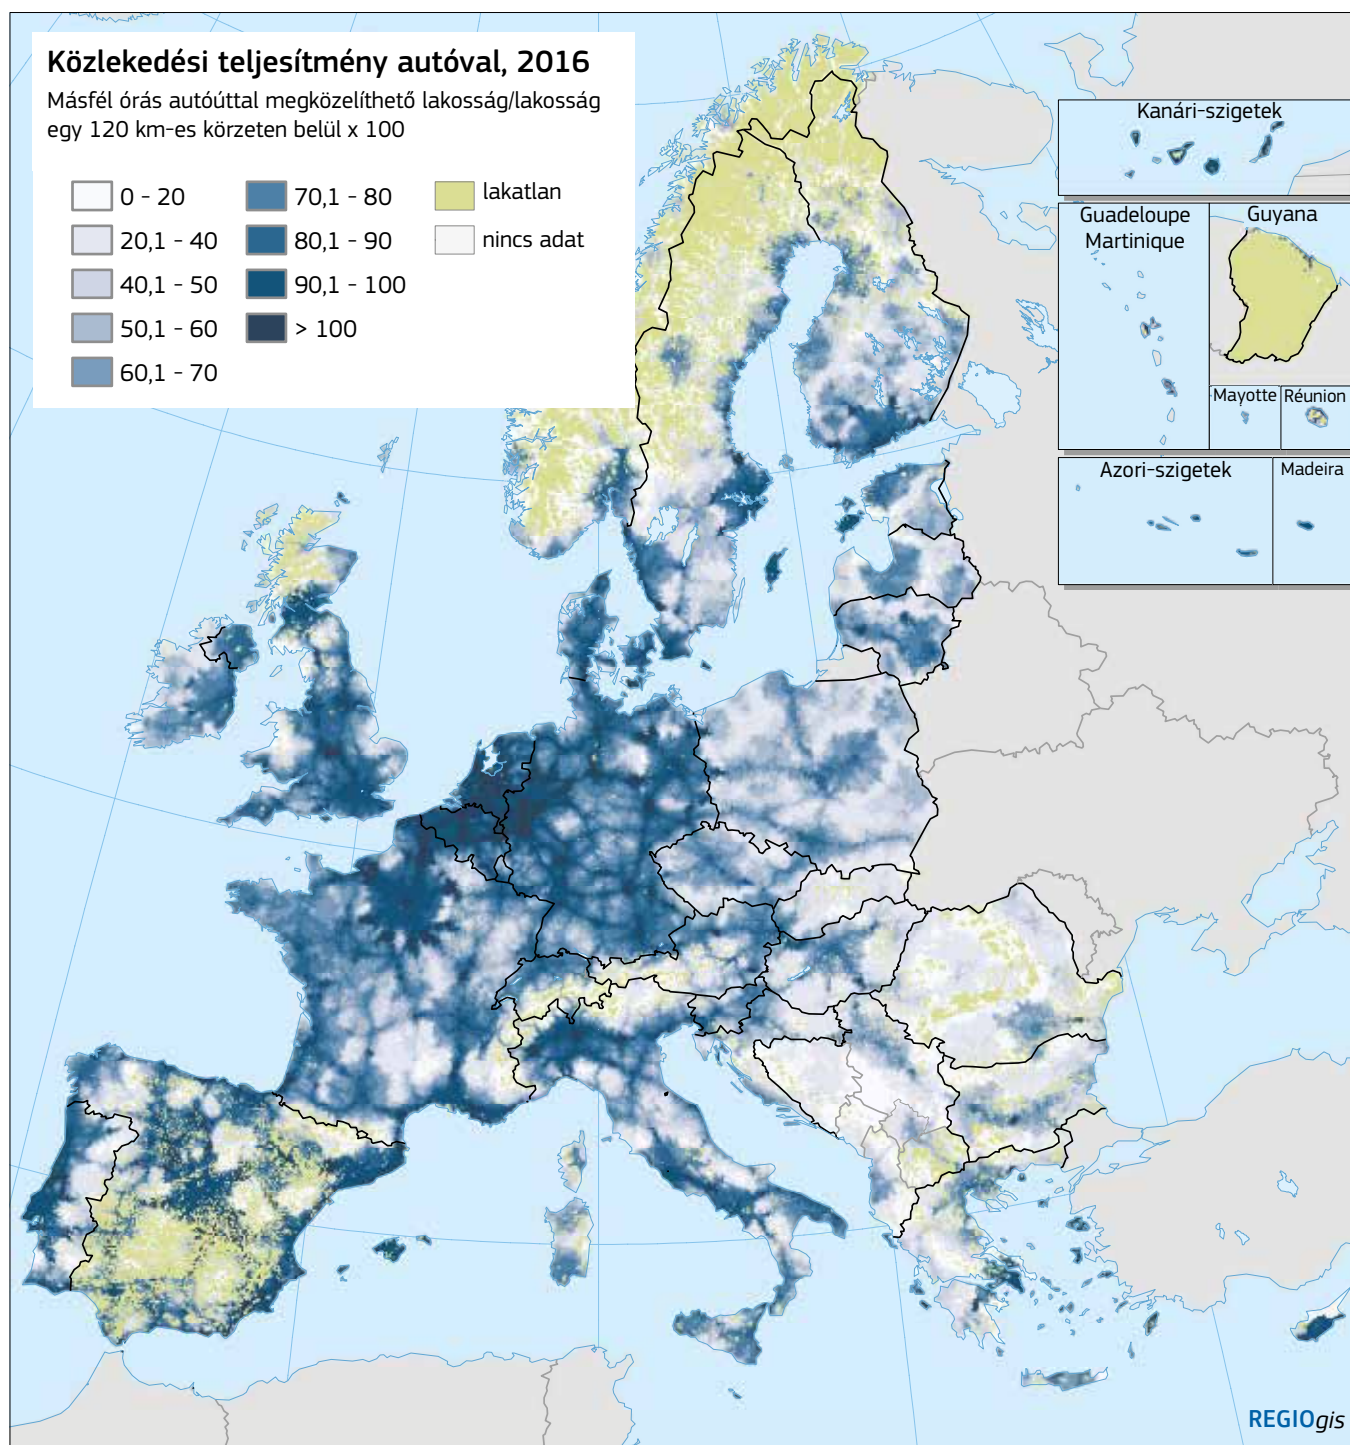 Közlekedési teljesítmény autóval, 2016
Másfél órás autóúttal megközelíthető lakosság/lakosság
egy 120 km-es körzeten belül x 100
0 - 20
20,1 - 40
40,1 - 50
50,1 - 60
60,1 - 70
70,1 - 80
80,1 - 90
90,1 - 100
> 100
lakatlan
nincs adat
Kanári-szigetek
Guadeloupe
Martinique
Guyana
Mayotte
Réunion
Azori-szigetek
Madeira
REGIOgis